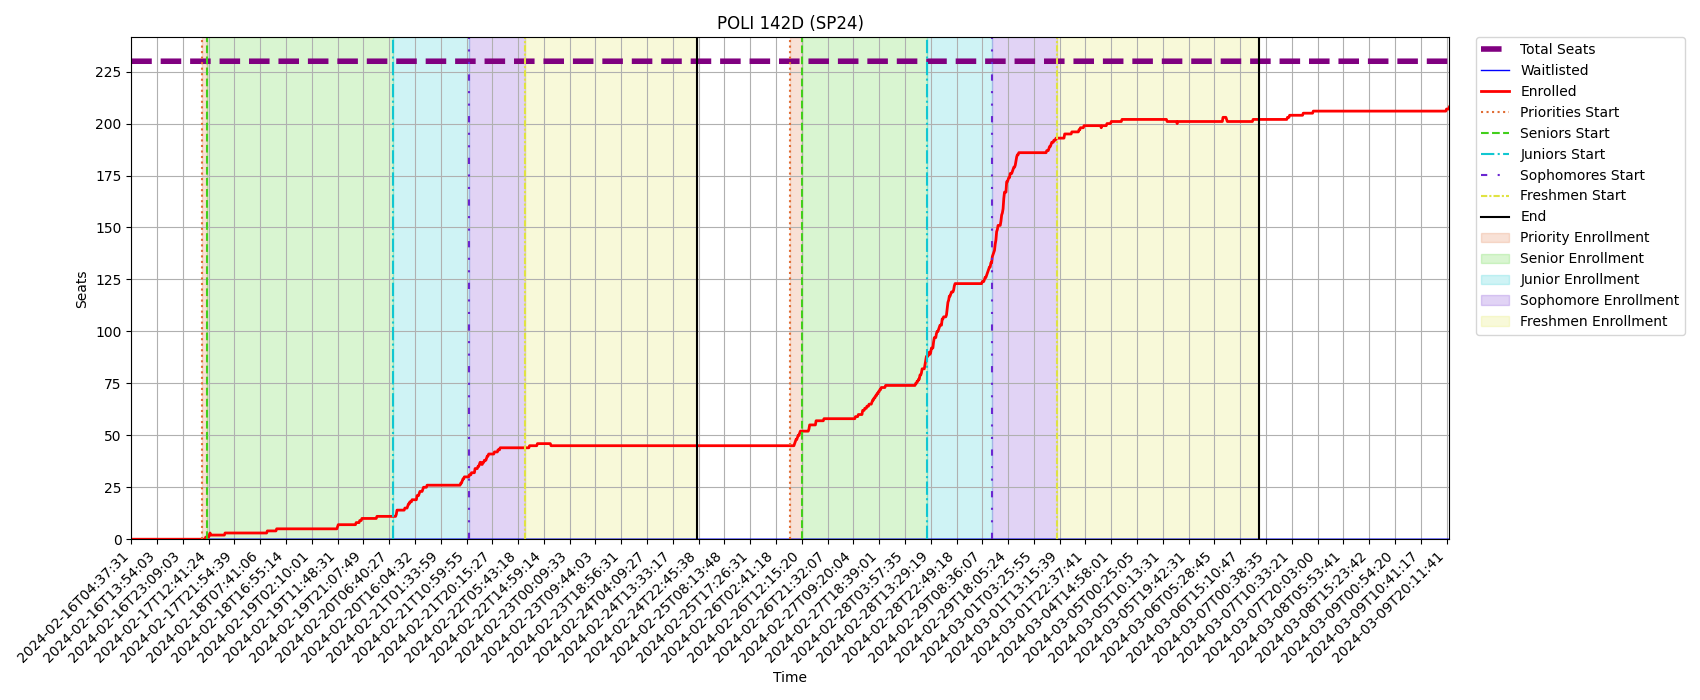 POLI 142D (SP24)
Seats
225
200
175
150
125
100
75
50
25
0
2024-02-16T04:37:31
2024-02-16T13:54:03
2024-02-16T23:09:03
2024-02-17T12:41:24
2024-02-17T21:54:39
2024-02-18T07:41:06
2024-02-18T16:55:14
2024-02-19T02:10:01
2024-02-19T11:48:31
2024-02-19T21:07:49
2024-02-20T06:40:27
2024-02-20T16:04:32
2024-02-21T01:33:59
2024-02-21T10:59:55
2024-02-21T20:15:27
2024-02-22T05:43:18
2024-02-22T14:59:14
2024-02-23T00:09:33
2024-02-23T09:44:03
2024-02-23T18:56:31
2024-02-24T04:09:27
2024-02-24T13:33:17
2024-02-24T22:45:38
2024-02-25T08:13:48
2024-02-25T17:26:31
2024-02-26T02:41:18
2024-02-26T12:15:20
2024-02-26T21:32:07
2024-02-27T09:20:04
2024-02-27T18:39:01
2024-02-28T03:57:35
2024-02-28T13:29:19
2024-02-28T22:49:18
2024-02-29T08:36:07
2024-02-29T18:05:24
2024-03-01T03:25:55
2024-03-01T13:15:39
2024-03-01T22:37:41
2024-03-04T14:58:01
2024-03-05T00:25:05
2024-03-05T10:13:31
2024-03-05T19:42:31
2024-03-06T05:28:45
2024-03-06T15:10:47
2024-03-07T00:38:35
2024-03-07T10:33:21
2024-03-07T20:03:00
2024-03-08T05:53:41
2024-03-08T15:23:42
2024-03-09T00:54:20
2024-03-09T10:41:17
2024-03-09T20:11:41
Time
Total Seats
Waitlisted
Enrolled
Priorities Start
Seniors Start
Juniors Start
Sophomores Start
Freshmen Start
End
Priority Enrollment
Senior Enrollment
Junior Enrollment
Sophomore Enrollment
Freshmen Enrollment